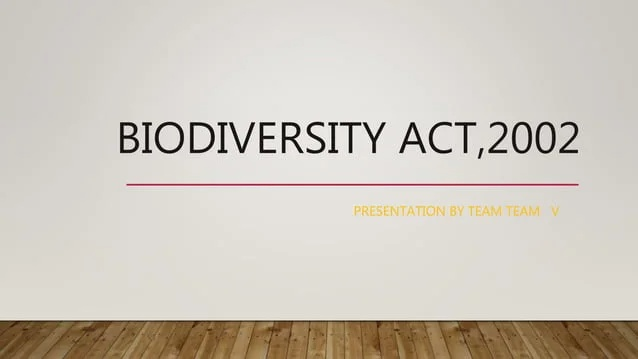 BIODIVERSITY ACT,2002
PRESENTATION BY TEAM TEAM V